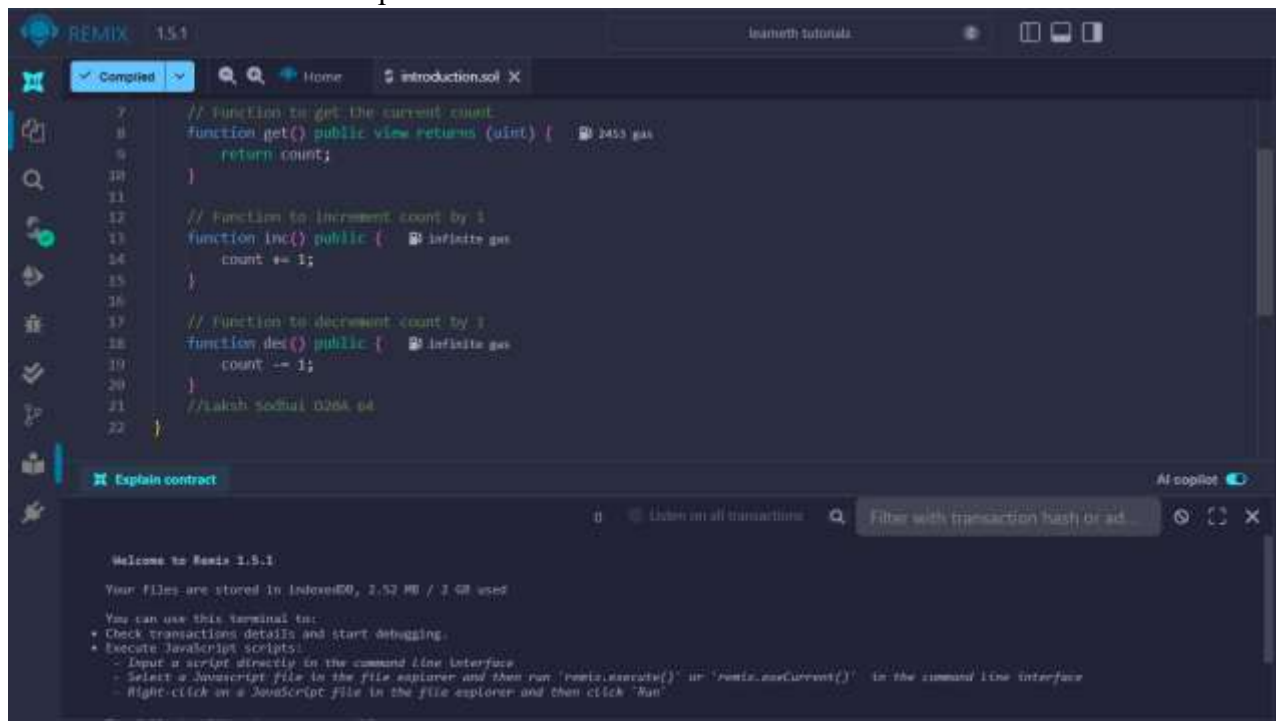 REMIX 1.5.1 learneth tutorials
Compiled Home introduction.sol
7 // Function to get the current count
8 function get() public view returns (uint) { 2453 gas
9 return count;
10 }
11
12 // Function to increment count by 1
13 function inc() public { infinite gas
14 count += 1;
15 }
16
17 // Function to decrement count by 1
18 function dec() public { infinite gas
19 count -= 1;
20 }
21 //Laksh Sodhai D20A 64
22 }
Explain contract AI copilot
0 Listen on all transactions Filter with transaction hash or ad...
Welcome to Remix 1.5.1
Your files are stored in IndexedDB, 2.52 MB / 2 GB used
You can use this terminal to:
• Check transactions details and start debugging.
• Execute JavaScript scripts:
- Input a script directly in the command line interface
- Select a Javascript file in the file explorer and then run `remix.execute()` or `remix.exeCurrent()` in the command line interface
- Right-click on a JavaScript file in the file explorer and then click `Run`